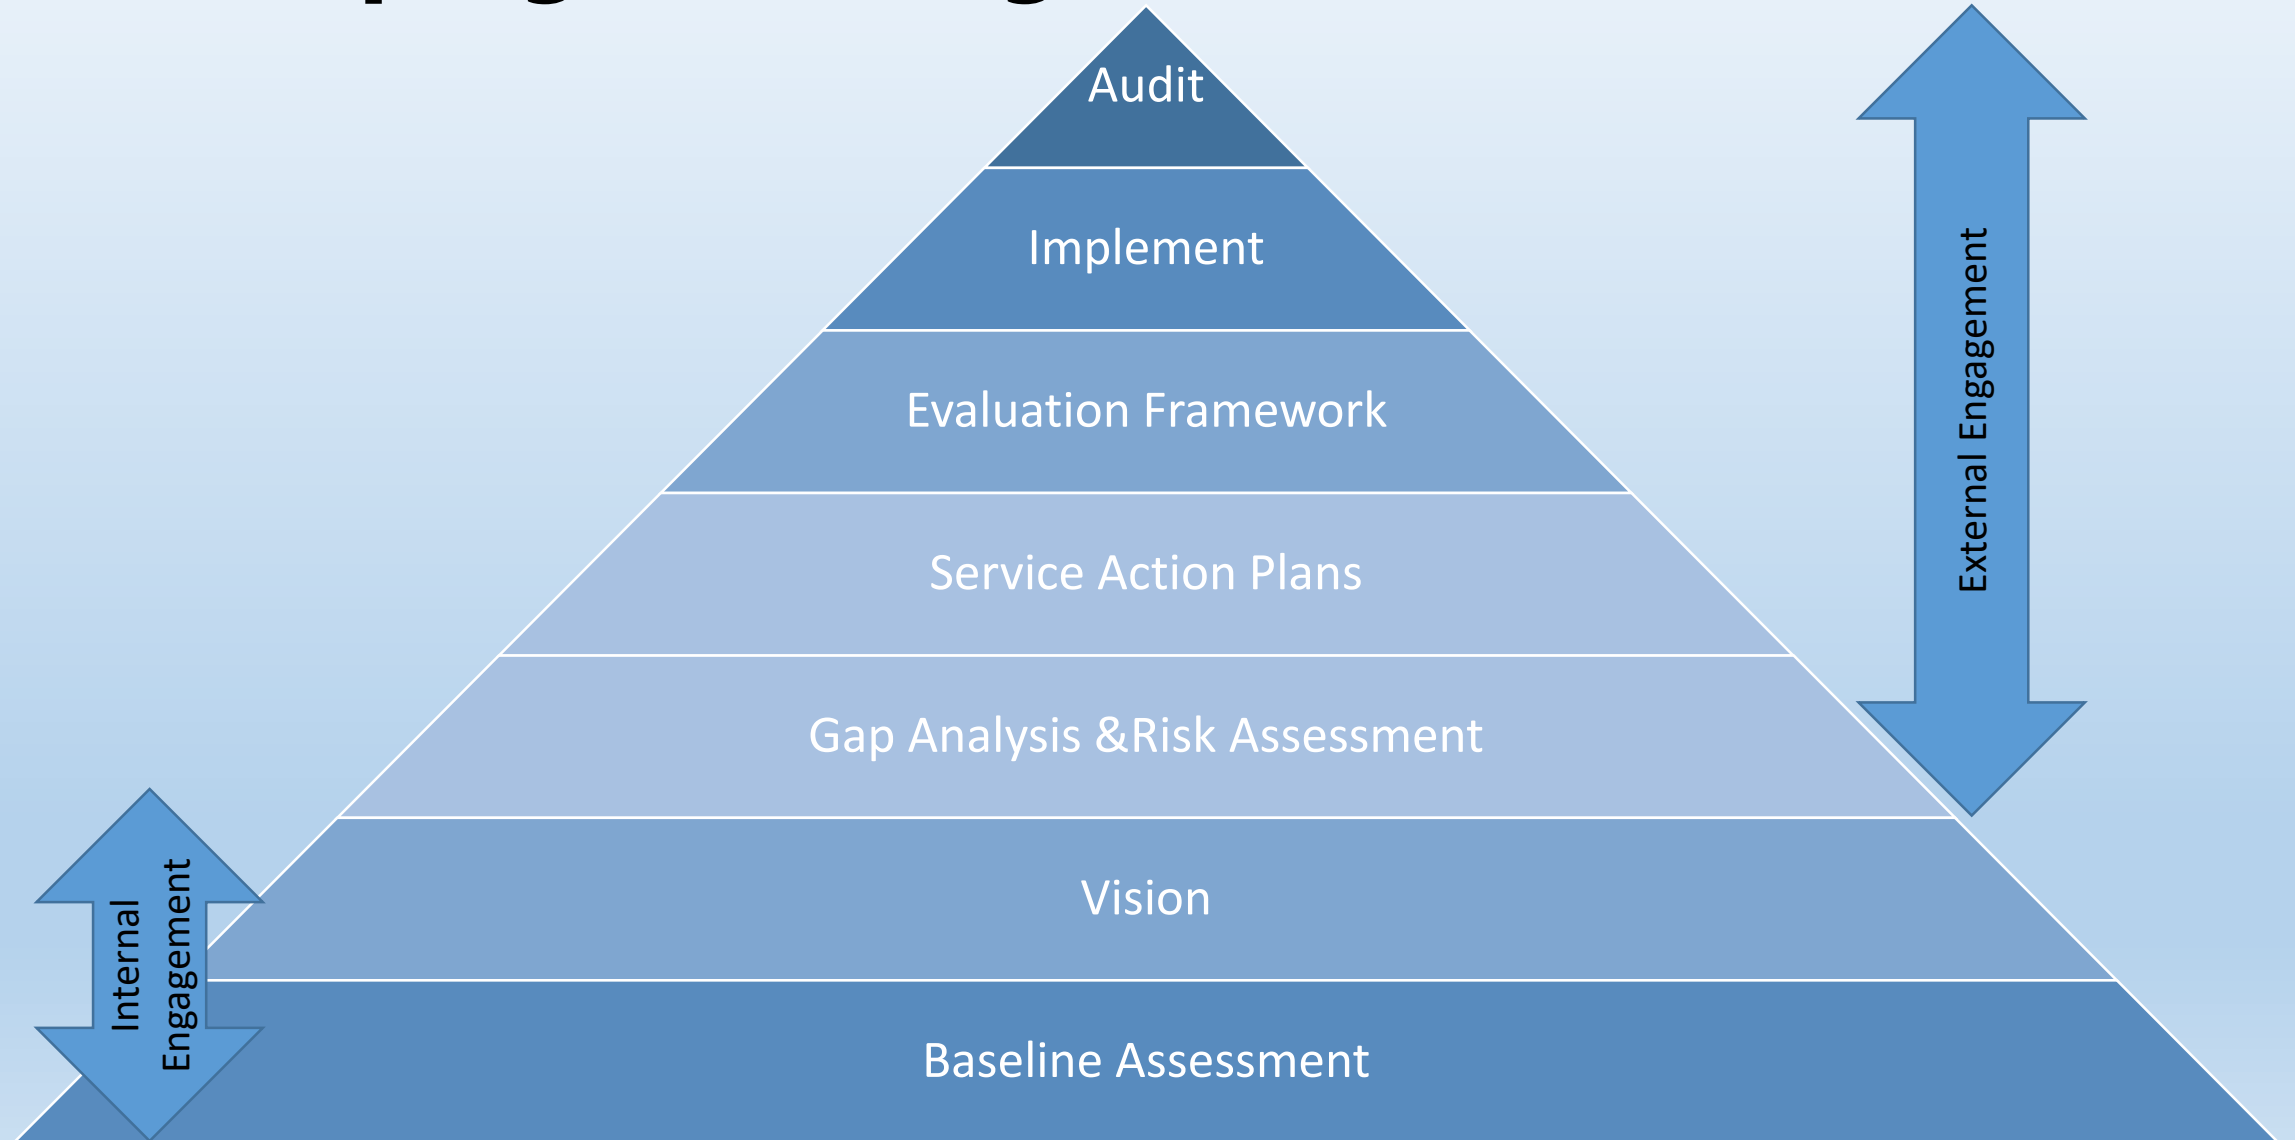 Audit
Implement
Evaluation Framework
Service Action Plans
Gap Analysis &Risk Assessment
Vision
Baseline Assessment
External Engagement
Internal
Engagement